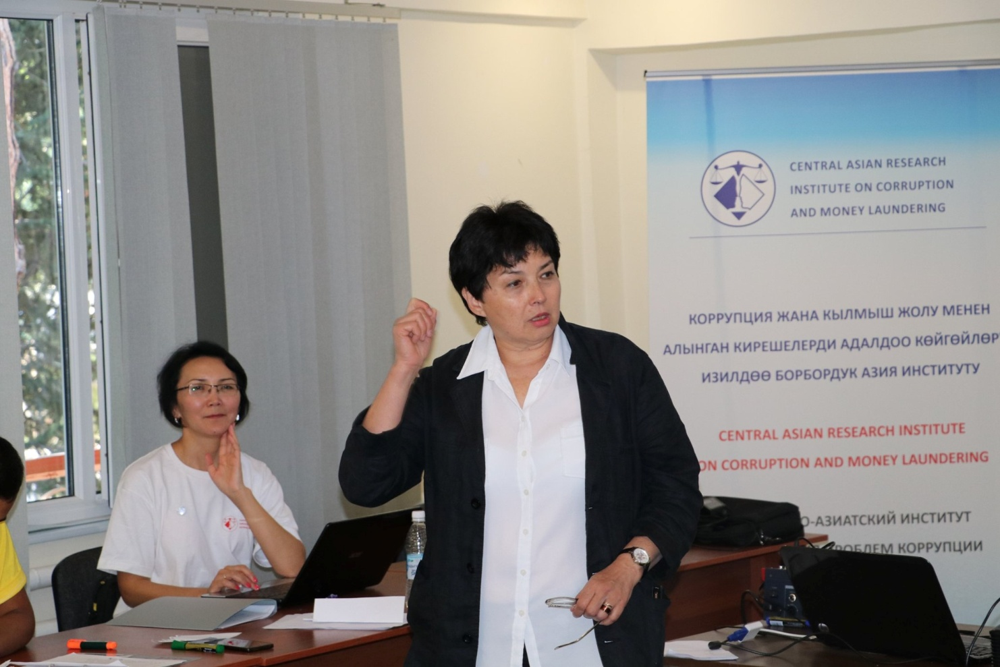 CENTRAL ASIAN RESEARCH
INSTITUTE ON CORRUPTION
AND MONEY LAUNDERING
КОРРУПЦИЯ ЖАНА КЫЛМЫШ ЖОЛУ МЕНЕН
АЛЫНГАН КИРЕШЕЛЕРДИ АДАЛДОО КӨЙГӨЙЛӨР
ИЗИЛДӨӨ БОРБОРДУК АЗИЯ ИНСТИТУТУ
CENTRAL ASIAN RESEARCH INSTITUTE
ON CORRUPTION AND MONEY LAUNDERING
О-АЗИАТСКИЙ ИНСТИТУТ
ПРОБЛЕМ КОРРУПЦИИ